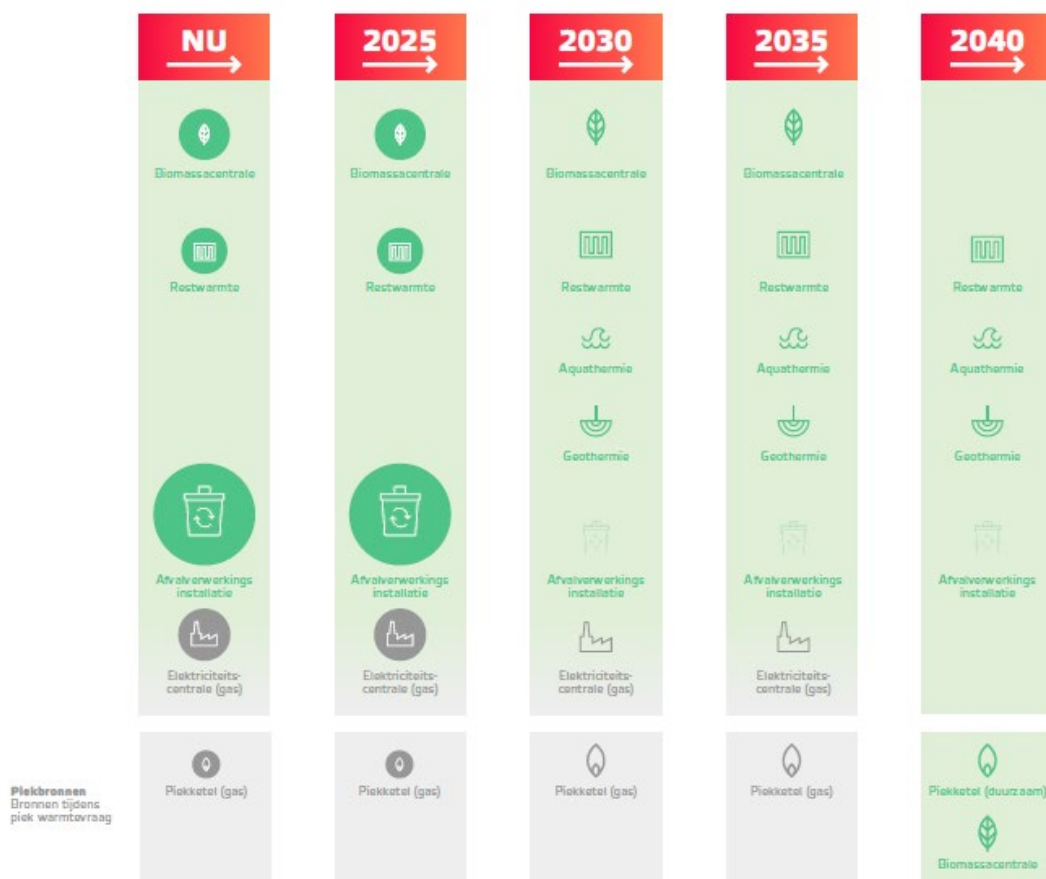 NU
2025
2030
2035
2040
Biomassacentrale
Biomassacentrale
Biomassacentrale
Biomassacentrale
Restwarmte
Restwarmte
Restwarmte
Restwarmte
Restwarmte
Aquathermie
Aquathermie
Aquathermie
Geothermie
Geothermie
Geothermie
Afvalverwerkings
installatie
Afvalverwerkings
installatie
Afvalverwerkings
installatie
Afvalverwerkings
installatie
Afvalverwerkings
installatie
Elektriciteits-
centrale (gas)
Elektriciteits-
centrale (gas)
Elektriciteits-
centrale (gas)
Elektriciteits-
centrale (gas)
Piekbronnen
Bronnen tijdens
piek warmtevraag
Piekketel (gas)
Piekketel (gas)
Piekketel (gas)
Piekketel (gas)
Piekketel (duurzaam)
Biomassacentrale